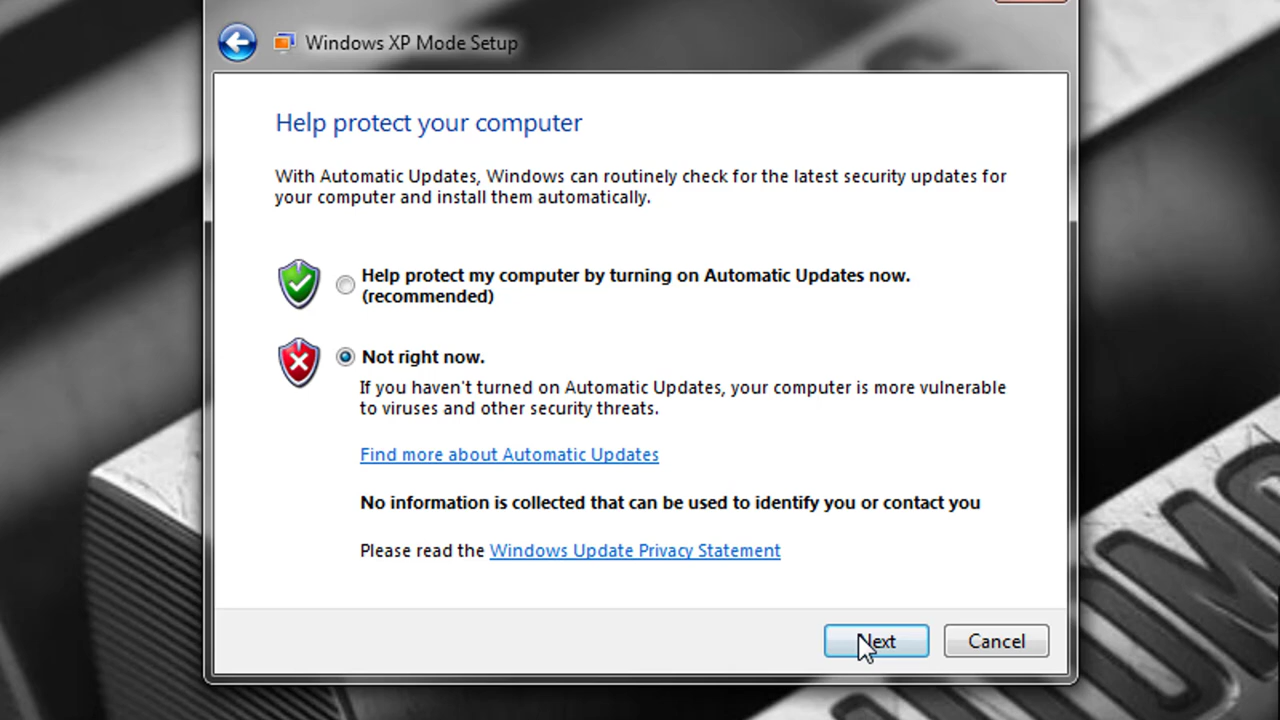 Windows XP Mode Setup
Help protect your computer
With Automatic Updates, Windows can routinely check for the latest security updates for
your computer and install them automatically.
Help protect my computer by turning on Automatic Updates now.
(recommended)
Not right now.
If you haven't turned on Automatic Updates, your computer is more vulnerable
to viruses and other security threats.
Find more about Automatic Updates
No information is collected that can be used to identify you or contact you
Please read the Windows Update Privacy Statement
Next Cancel